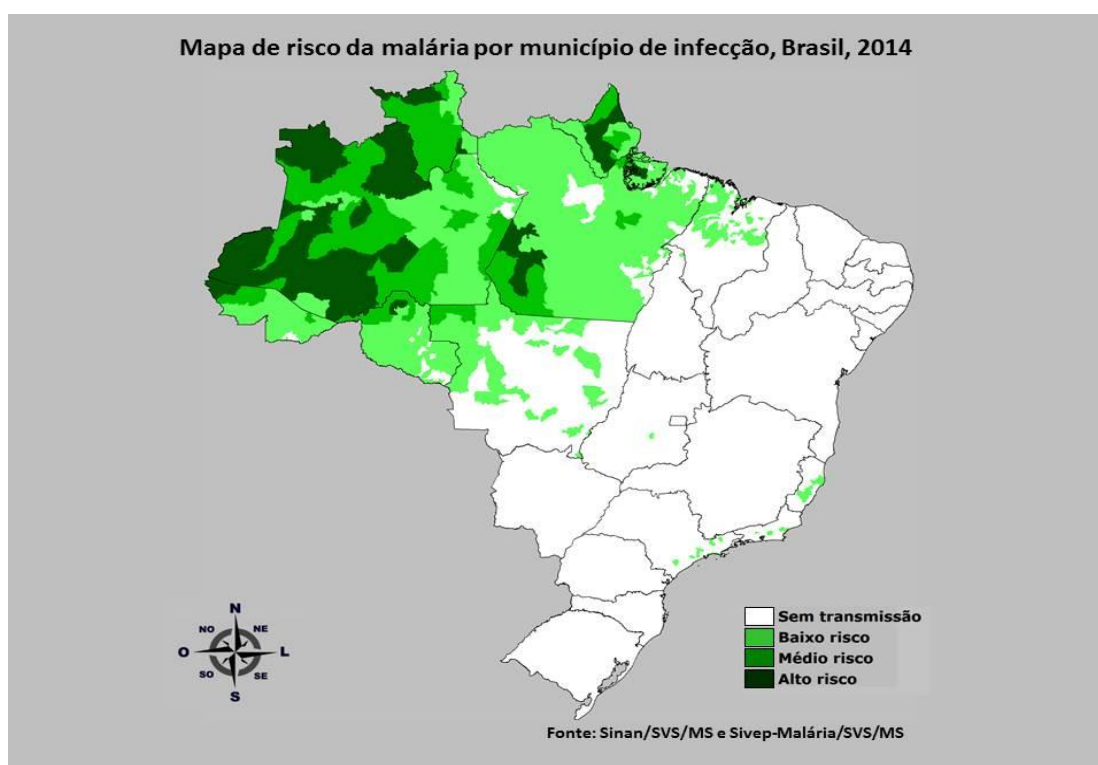 Mapa de risco da malária por município de infecção, Brasil, 2014
N
NO NE
O L
SO SE
S
Sem transmissão
Baixo risco
Médio risco
Alto risco
Fonte: Sinan/SVS/MS e Sivep-Malária/SVS/MS